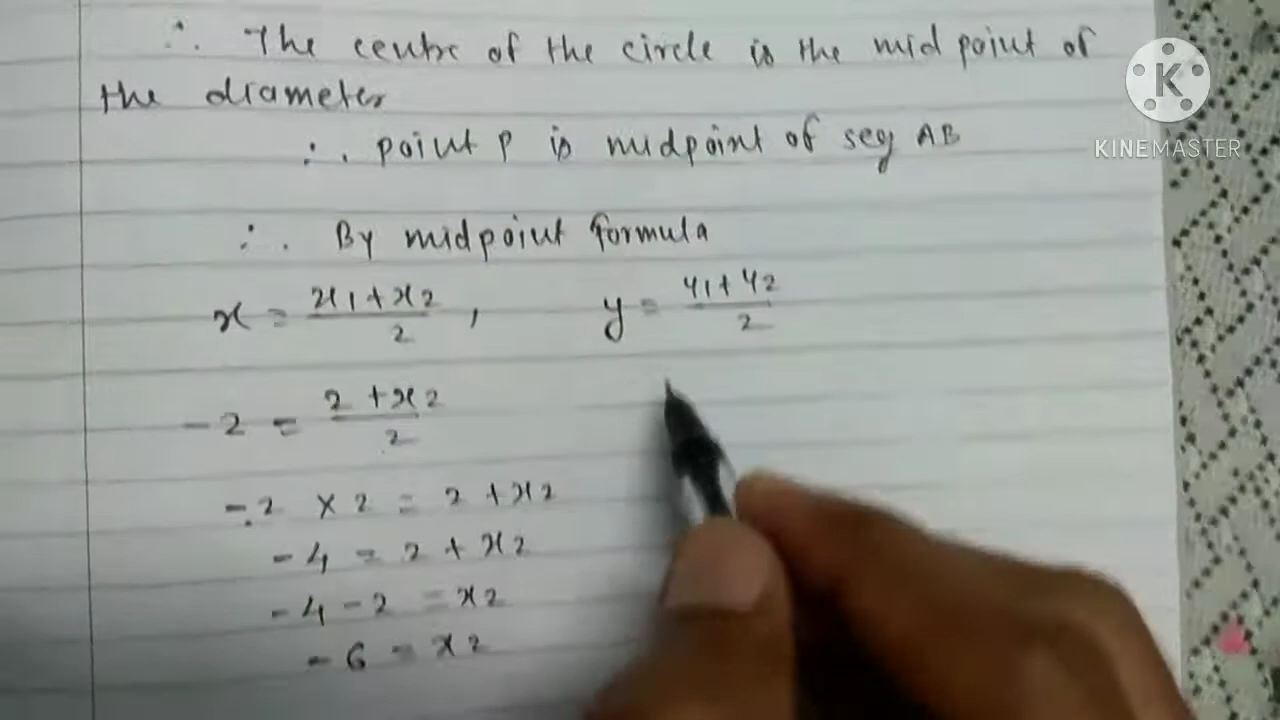 ∴ The centre of the circle is the mid point of
the diameter
∴ point P is midpoint of seg AB
∴ By midpoint formula
x = x1 + x2 / 2 , y = y1 + y2 / 2
-2 = 2 + x2 / 2
-2 × 2 = 2 + x2
-4 = 2 + x2
-4 - 2 = x2
-6 = x2
K
KINEMASTER